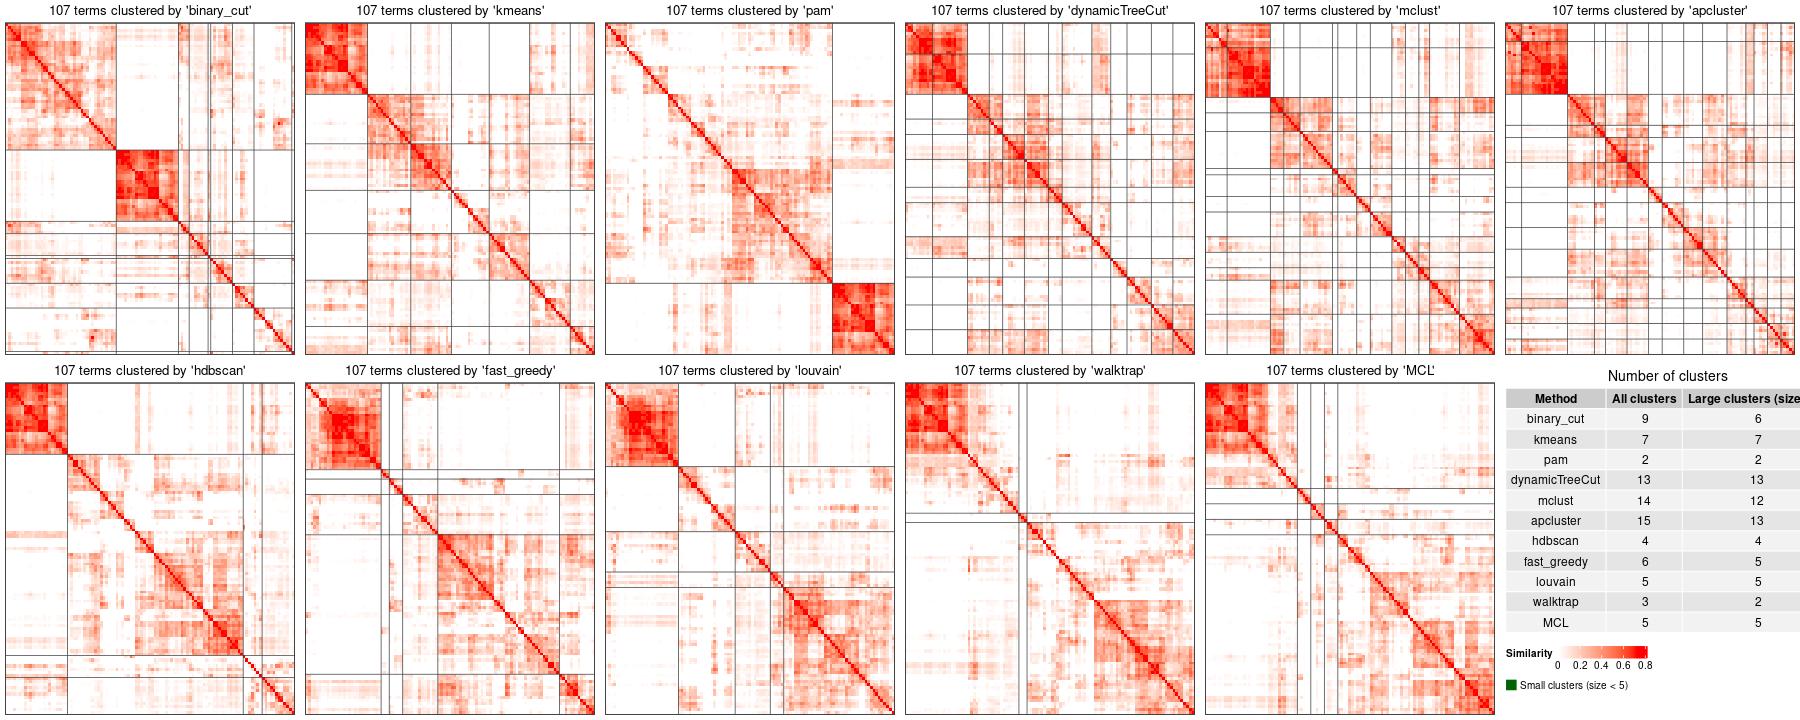 107 terms clustered by 'binary_cut'
107 terms clustered by 'kmeans'
107 terms clustered by 'pam'
107 terms clustered by 'dynamicTreeCut'
107 terms clustered by 'mclust'
107 terms clustered by 'apcluster'
107 terms clustered by 'hdbscan'
107 terms clustered by 'fast_greedy'
107 terms clustered by 'louvain'
107 terms clustered by 'walktrap'
107 terms clustered by 'MCL'
Number of clusters
Method All clusters Large clusters (size
binary_cut 9 6
kmeans 7 7
pam 2 2
dynamicTreeCut 13 13
mclust 14 12
apcluster 15 13
hdbscan 4 4
fast_greedy 6 5
louvain 5 5
walktrap 3 2
MCL 5 5
Similarity
0 0.2 0.4 0.6 0.8
Small clusters (size < 5)